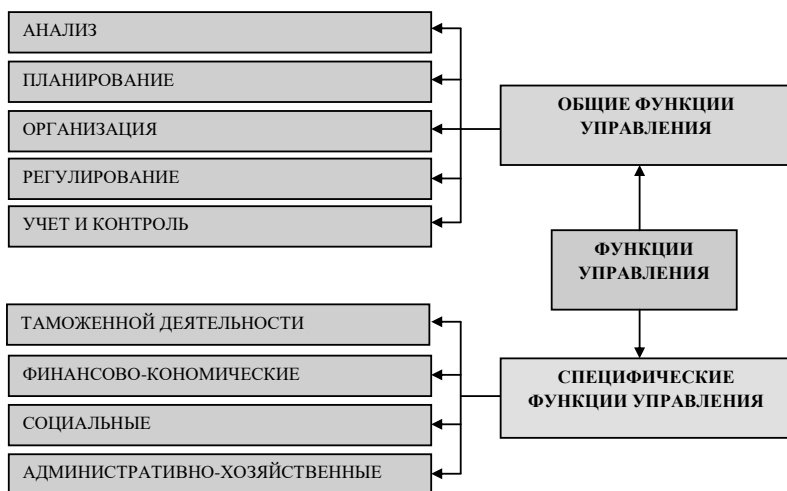 АНАЛИЗ
ПЛАНИРОВАНИЕ
ОРГАНИЗАЦИЯ
РЕГУЛИРОВАНИЕ
УЧЕТ И КОНТРОЛЬ
ОБЩИЕ ФУНКЦИИ
УПРАВЛЕНИЯ
ФУНКЦИИ
УПРАВЛЕНИЯ
ТАМОЖЕННОЙ ДЕЯТЕЛЬНОСТИ
ФИНАНСОВО-КОНОМИЧЕСКИЕ
СОЦИАЛЬНЫЕ
АДМИНИСТРАТИВНО-ХОЗЯЙСТВЕННЫЕ
СПЕЦИФИЧЕСКИЕ
ФУНКЦИИ УПРАВЛЕНИЯ